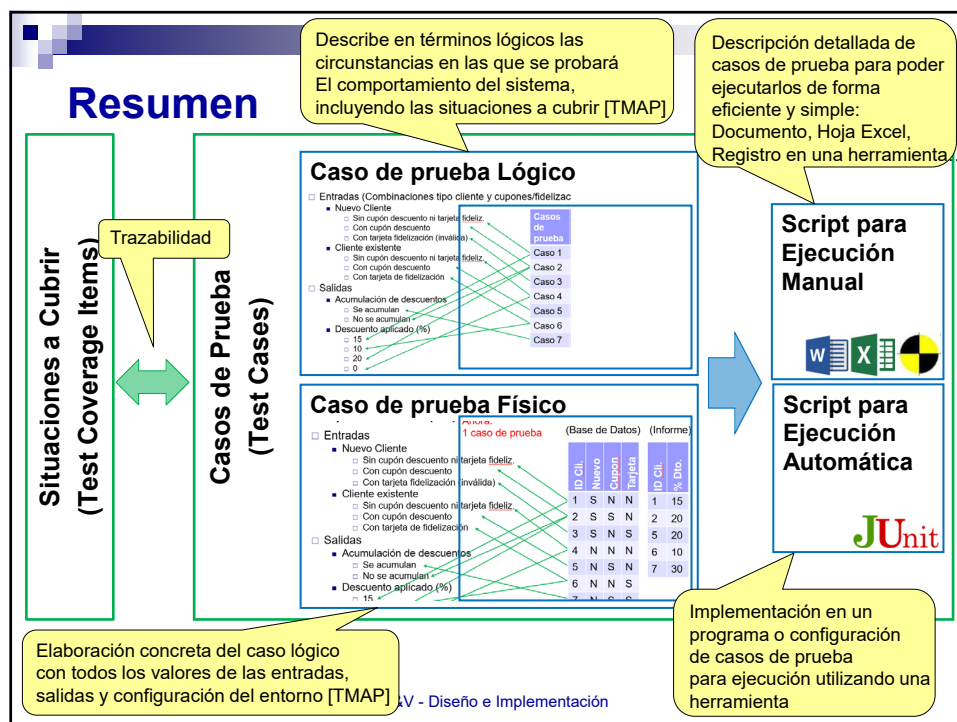 Resumen
Describe en términos lógicos las
circunstancias en las que se probará
El comportamiento del sistema,
incluyendo las situaciones a cubrir [TMAP]
Descripción detallada de
casos de prueba para poder
ejecutarlos de forma
eficiente y simple:
Documento, Hoja Excel,
Registro en una herramienta..
Situaciones a Cubrir
(Test Coverage Items)
Trazabilidad
Casos de Prueba
(Test Cases)
Caso de prueba Lógico
Entradas (Combinaciones tipo cliente y cupones/fidelizac
Nuevo Cliente
Sin cupón descuento ni tarjeta fideliz.
Con cupón descuento
Con tarjeta fidelización (inválida)
Cliente existente
Sin cupón descuento ni tarjeta fideliz.
Con cupón descuento
Con tarjeta de fidelización
Salidas
Acumulación de descuentos
Se acumulan
No se acumulan
Descuento aplicado (%)
15
10
20
0
Casos
de
prueba
Caso 1
Caso 2
Caso 3
Caso 4
Caso 5
Caso 6
Caso 7
Caso de prueba Físico
Ahora:
1 caso de prueba
Entradas
Nuevo Cliente
Sin cupón descuento ni tarjeta fideliz.
Con cupón descuento
Con tarjeta fidelización (inválida)
Cliente existente
Sin cupón descuento ni tarjeta fideliz.
Con cupón descuento
Con tarjeta de fidelización
Salidas
Acumulación de descuentos
Se acumulan
No se acumulan
Descuento aplicado (%)
15
(Base de Datos) (Informe)
ID Cli. Nuevo Cupon Tarjeta
1 S N N
2 S S N
3 S N S
4 N N N
5 N S N
6 N N S
7 N S S
ID Cli. % Dto.
1 15
2 20
5 20
6 10
7 30
Script para
Ejecución
Manual
W X
Script para
Ejecución
Automática
JUnit
Elaboración concreta del caso lógico
con todos los valores de las entradas,
salidas y configuración del entorno [TMAP]
&V - Diseño e Implementación
Implementación en un
programa o configuración
de casos de prueba
para ejecución utilizando una
herramienta